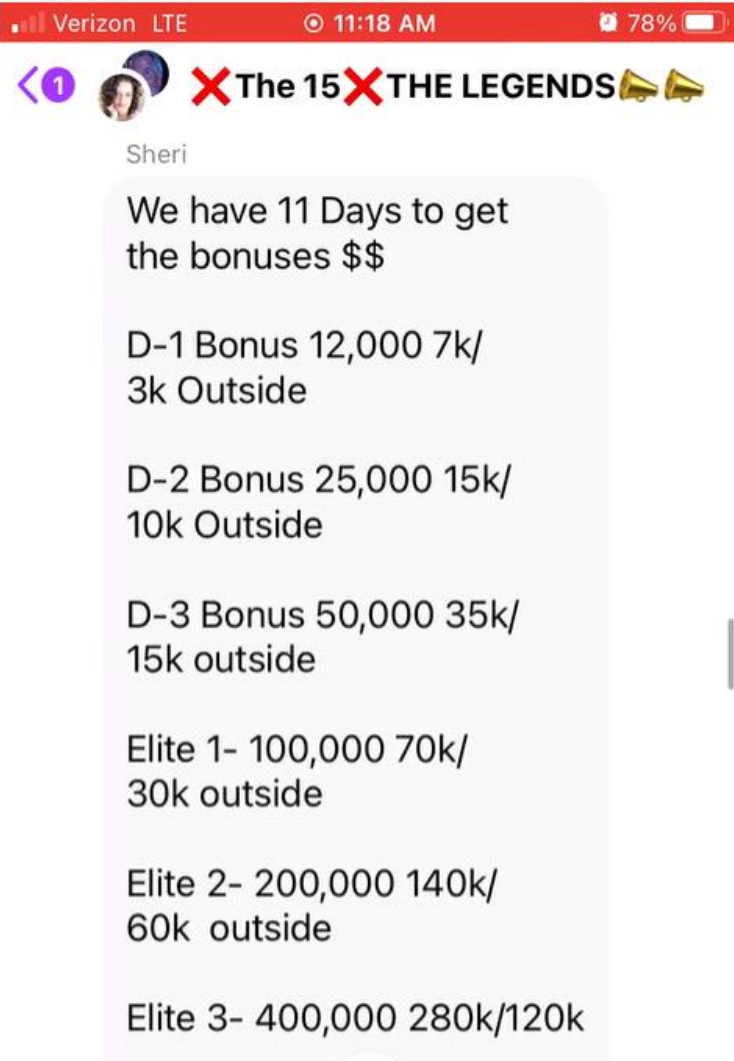 Verizon LTE 11:18 AM 78%
1 ❌The 15❌THE LEGENDS📣📣
Sheri
We have 11 Days to get
the bonuses $$
D-1 Bonus 12,000 7k/
3k Outside
D-2 Bonus 25,000 15k/
10k Outside
D-3 Bonus 50,000 35k/
15k outside
Elite 1- 100,000 70k/
30k outside
Elite 2- 200,000 140k/
60k  outside
Elite 3- 400,000 280k/120k